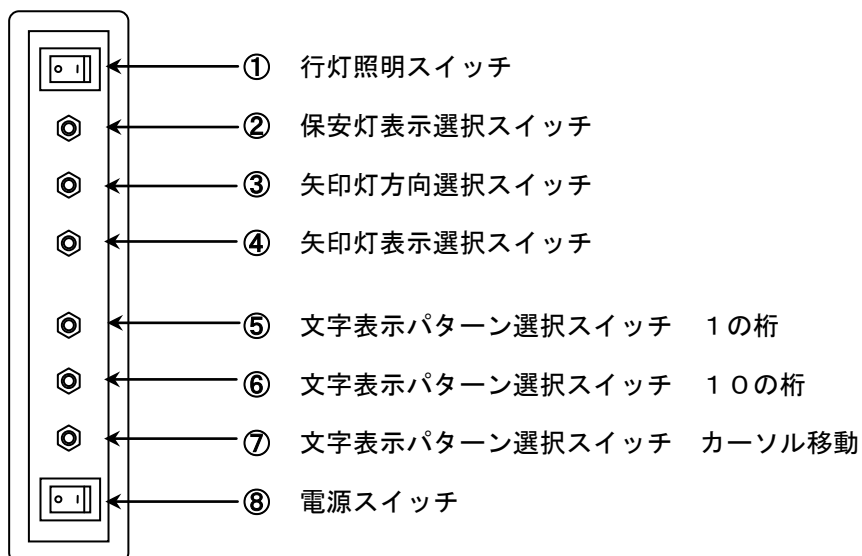 ① 行灯照明スイッチ
② 保安灯表示選択スイッチ
③ 矢印灯方向選択スイッチ
④ 矢印灯表示選択スイッチ
⑤ 文字表示パターン選択スイッチ　１の桁
⑥ 文字表示パターン選択スイッチ　１０の桁
⑦ 文字表示パターン選択スイッチ　カーソル移動
⑧ 電源スイッチ